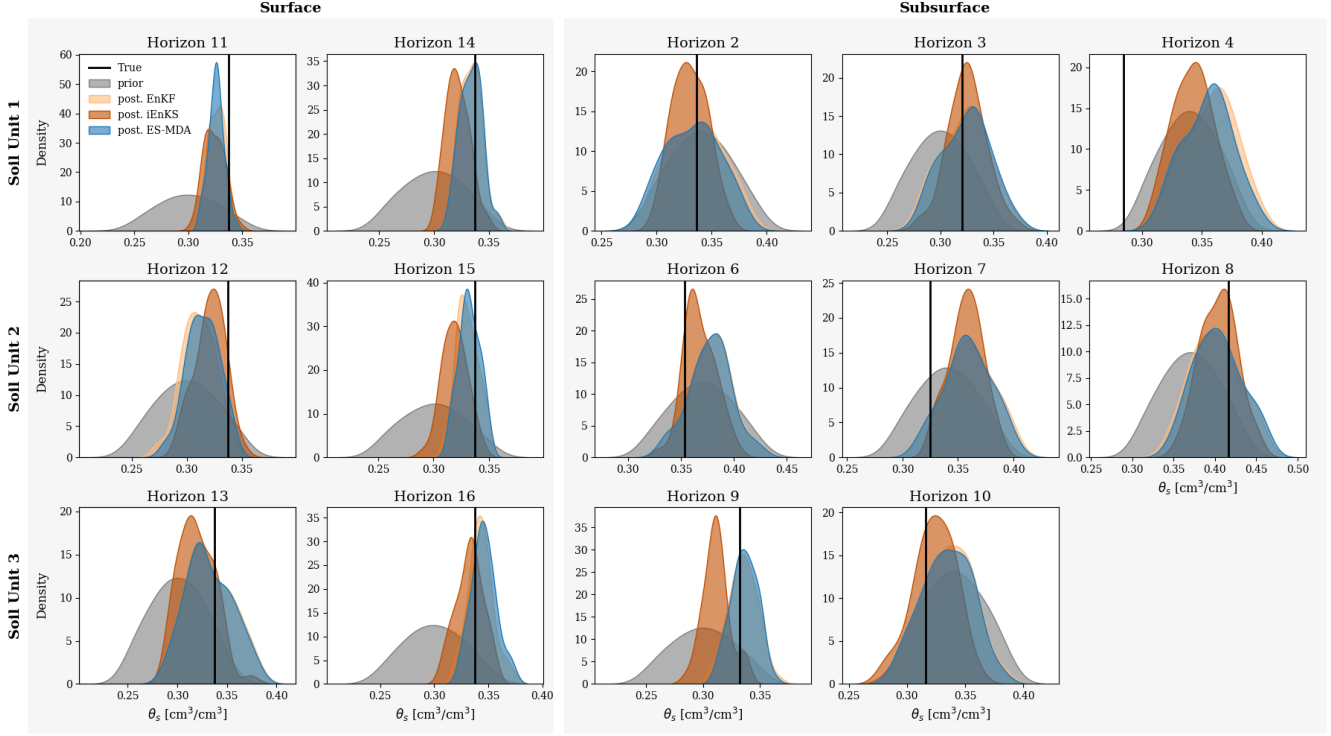 Surface
Subsurface
Soil Unit 1
Horizon 11
Horizon 14
Horizon 2
Horizon 3
Horizon 4
Density
60
50
40
30
20
10
0
True
prior
post. EnKF
post. iEnKS
post. ES-MDA
0.20 0.25 0.30 0.35
35
30
25
20
15
10
5
0
0.25 0.30 0.35
20
15
10
5
0
0.25 0.30 0.35 0.40
25
20
15
10
5
0
0.25 0.30 0.35 0.40
25
20
15
10
5
0
0.30 0.35 0.40
Soil Unit 2
Horizon 12
Horizon 15
Horizon 6
Horizon 7
Horizon 8
Density
25
20
15
10
5
0
0.25 0.30 0.35
40
30
20
10
0
0.25 0.30 0.35
25
20
15
10
5
0
0.30 0.35 0.40 0.45
25
20
15
10
5
0
0.25 0.30 0.35 0.40
15.0
12.5
10.0
7.5
5.0
2.5
0.0
0.25 0.30 0.35 0.40 0.45 0.50
θs [cm³/cm³]
Soil Unit 3
Horizon 13
Horizon 16
Horizon 9
Horizon 10
Density
20
15
10
5
0
0.25 0.30 0.35 0.40
θs [cm³/cm³]
35
30
25
20
15
10
5
0
0.25 0.30 0.35 0.40
θs [cm³/cm³]
35
30
25
20
15
10
5
0
0.25 0.30 0.35
θs [cm³/cm³]
20
15
10
5
0
0.25 0.30 0.35 0.40
θs [cm³/cm³]